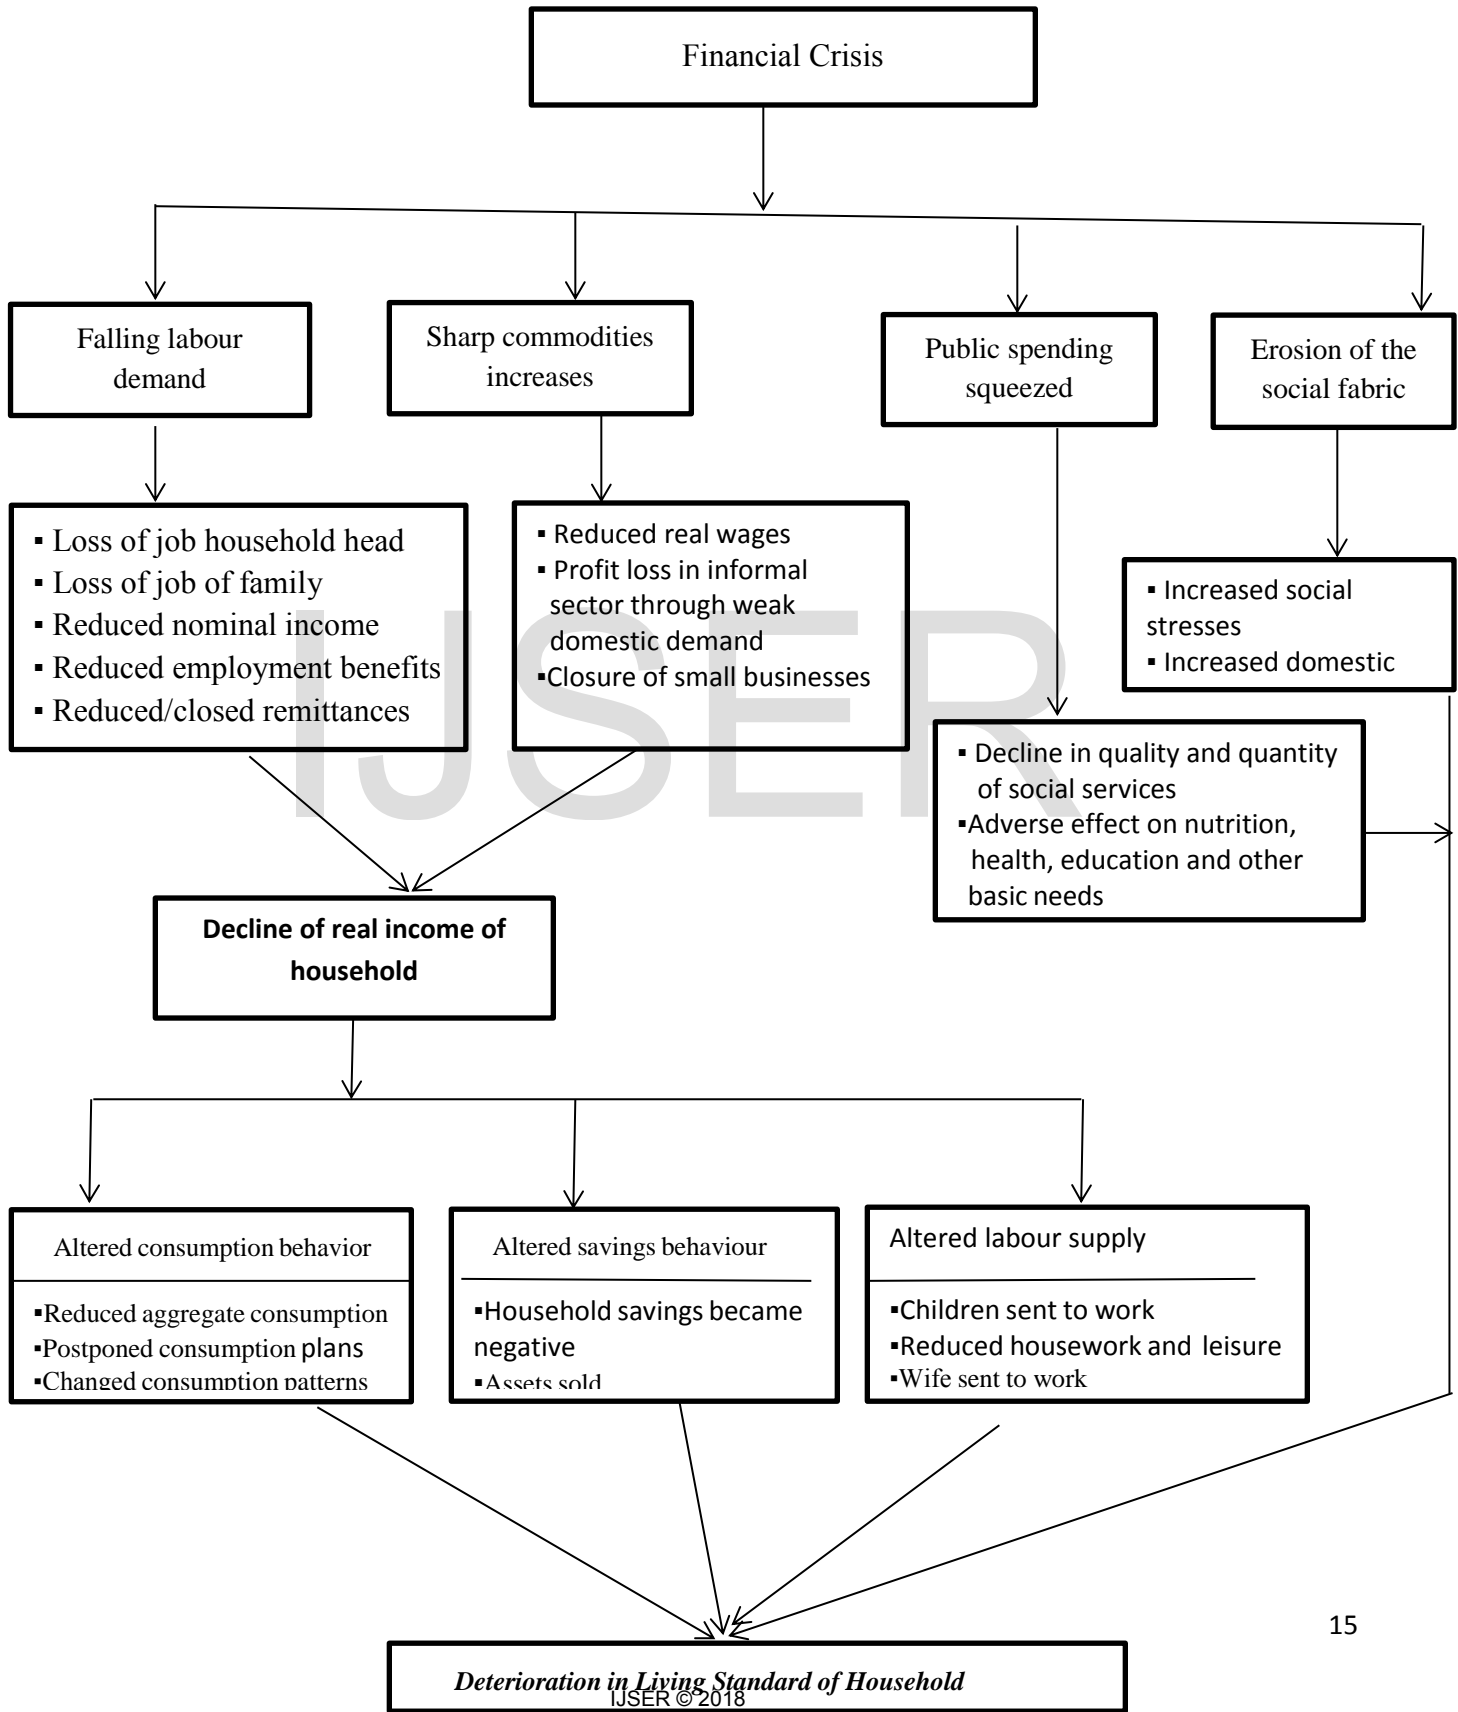 Financial Crisis
Falling labour
demand
Sharp commodities
increases
Public spending
squeezed
Erosion of the
social fabric
▪ Loss of job household head
▪ Loss of job of family
▪ Reduced nominal income
▪ Reduced employment benefits
▪ Reduced/closed remittances
▪ Reduced real wages
▪ Profit loss in informal
sector through weak
domestic demand
▪Closure of small businesses
▪ Increased social
stresses
▪ Increased domestic
▪ Decline in quality and quantity
of social services
▪Adverse effect on nutrition,
health, education and other
basic needs
IJSER
Decline of real income of
household
Altered consumption behavior
▪Reduced aggregate consumption
▪Postponed consumption plans
▪Changed consumption patterns
Altered savings behaviour
▪Household savings became
negative
▪Assets sold
Altered labour supply
▪Children sent to work
▪Reduced housework and leisure
▪Wife sent to work
15
Deterioration in Living Standard of Household
IJSER © 2018